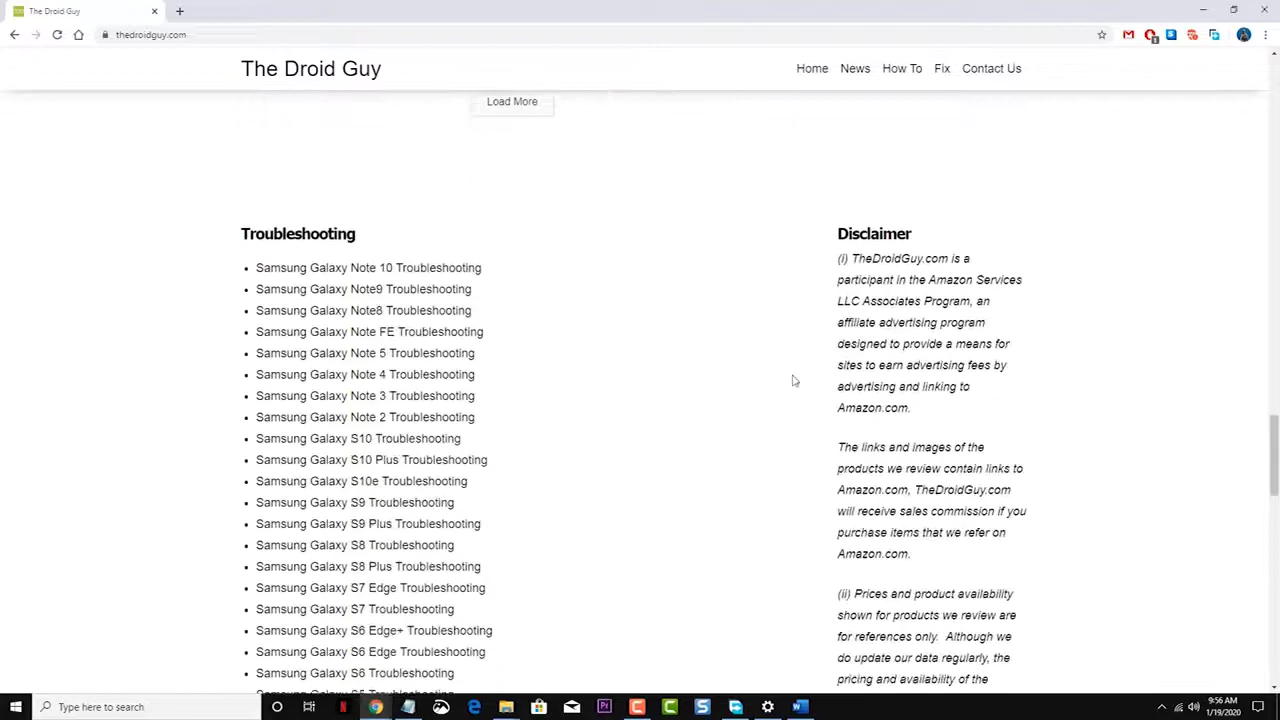 The Droid Guy
thedroidguy.com
The Droid Guy
Home News How To Fix Contact Us
Load More
Troubleshooting
Samsung Galaxy Note 10 Troubleshooting
Samsung Galaxy Note9 Troubleshooting
Samsung Galaxy Note8 Troubleshooting
Samsung Galaxy Note FE Troubleshooting
Samsung Galaxy Note 5 Troubleshooting
Samsung Galaxy Note 4 Troubleshooting
Samsung Galaxy Note 3 Troubleshooting
Samsung Galaxy Note 2 Troubleshooting
Samsung Galaxy S10 Troubleshooting
Samsung Galaxy S10 Plus Troubleshooting
Samsung Galaxy S10e Troubleshooting
Samsung Galaxy S9 Troubleshooting
Samsung Galaxy S9 Plus Troubleshooting
Samsung Galaxy S8 Troubleshooting
Samsung Galaxy S8 Plus Troubleshooting
Samsung Galaxy S7 Edge Troubleshooting
Samsung Galaxy S7 Troubleshooting
Samsung Galaxy S6 Edge+ Troubleshooting
Samsung Galaxy S6 Edge Troubleshooting
Samsung Galaxy S6 Troubleshooting
Disclaimer
(i) TheDroidGuy.com is a
participant in the Amazon Services
LLC Associates Program, an
affiliate advertising program
designed to provide a means for
sites to earn advertising fees by
advertising and linking to
Amazon.com.
The links and images of the
products we review contain links to
Amazon.com, TheDroidGuy.com
will receive sales commission if you
purchase items that we refer on
Amazon.com.
(ii) Prices and product availability
shown for products we review are
for references only. Although we
do update our data regularly, the
pricing and availability of the
Type here to search
9:56 AM
1/19/2020